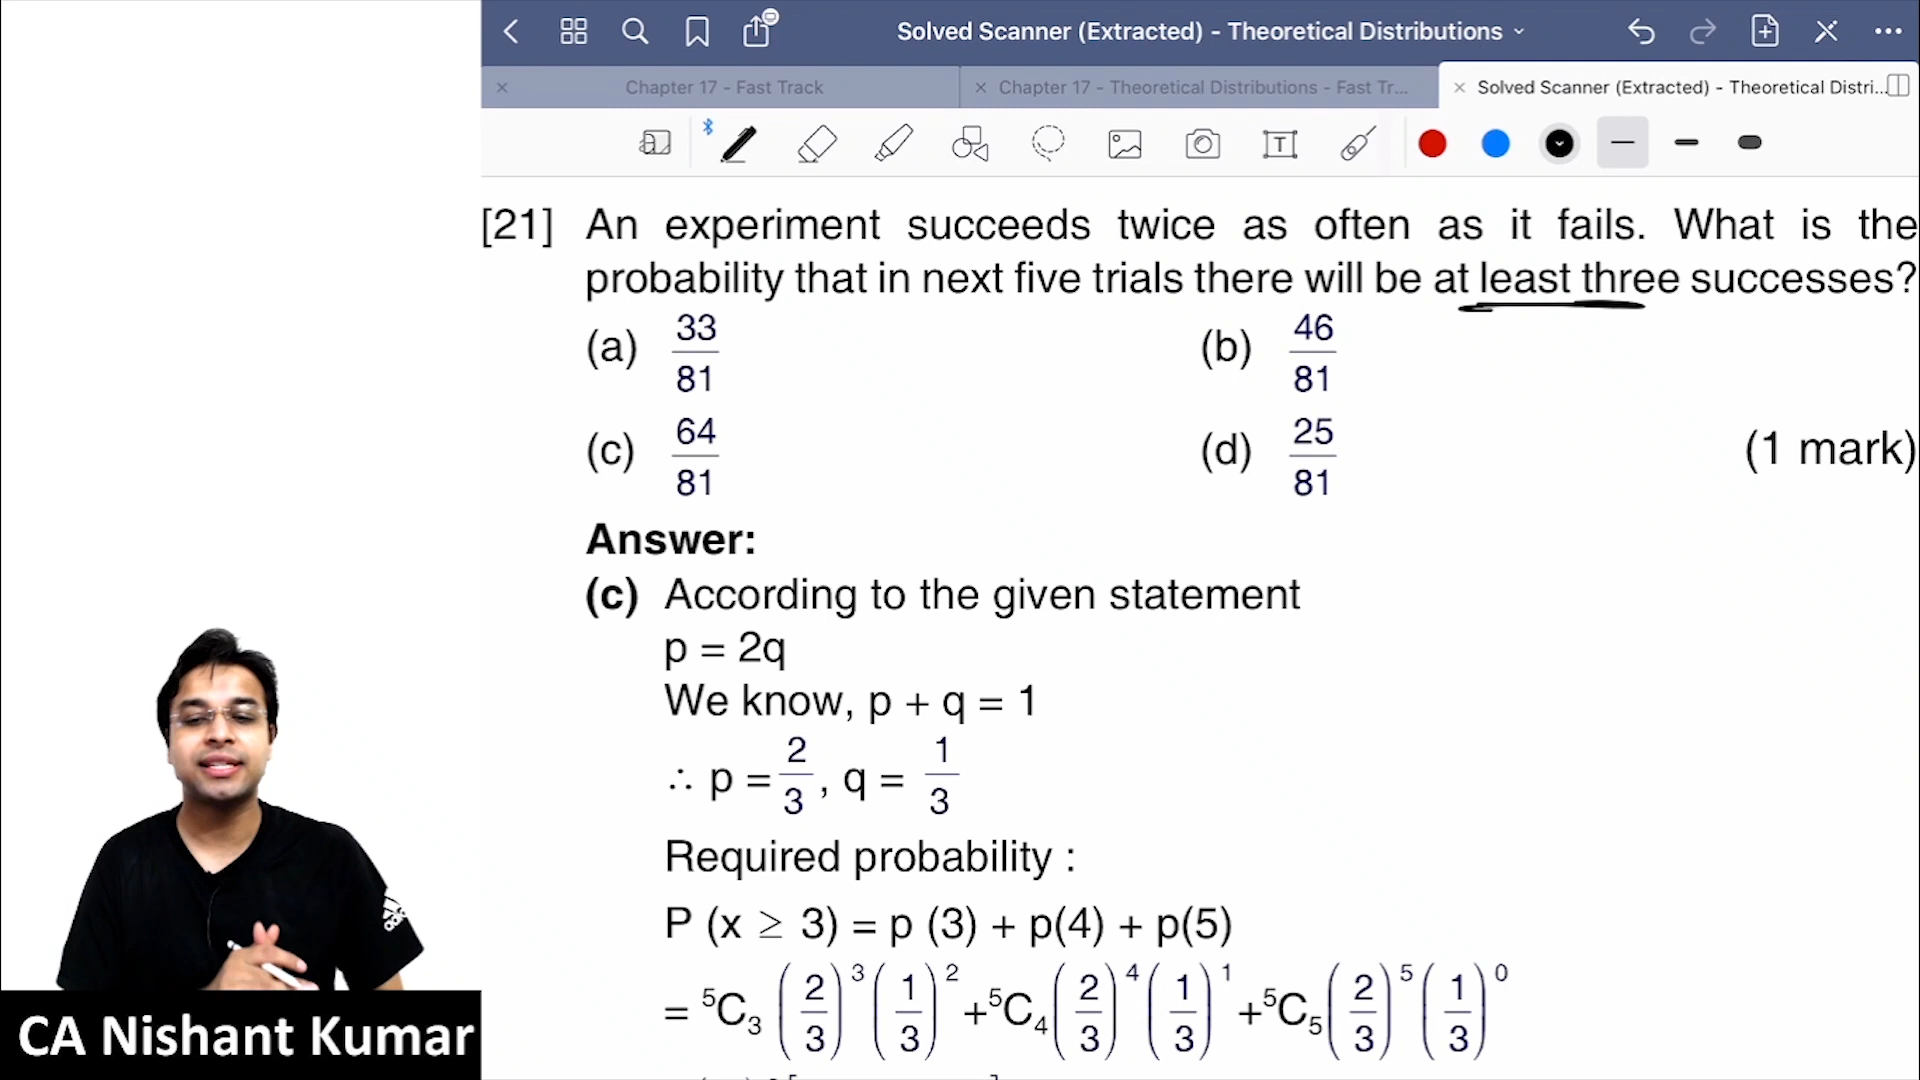 Solved Scanner (Extracted) - Theoretical Distributions
Chapter 17 - Fast Track
Chapter 17 - Theoretical Distributions - Fast Tr...
Solved Scanner (Extracted) - Theoretical Distri...
[21] An experiment succeeds twice as often as it fails. What is the
probability that in next five trials there will be at least three successes?
(a) 33/81 (b) 46/81
(c) 64/81 (d) 25/81 (1 mark)
Answer:
(c) According to the given statement
p = 2q
We know, p + q = 1
∴ p = 2/3, q = 1/3
Required probability :
P (x ≥ 3) = p (3) + p(4) + p(5)
= ⁵C₃ (2/3)³ (1/3)² + ⁵C₄ (2/3)⁴ (1/3)¹ + ⁵C₅ (2/3)⁵ (1/3)⁰
adidas
CA Nishant Kumar